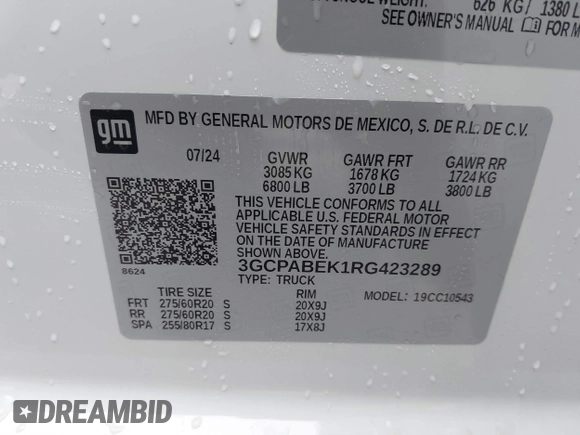 626 KG / 1380 L
SEE OWNER'S MANUAL FOR M
gm
MFD BY GENERAL MOTORS DE MEXICO, S. DE R.L. DE C.V.
07/24 GVWR GAWR FRT GAWR RR
3085 KG 1678 KG 1724 KG
6800 LB 3700 LB 3800 LB
THIS VEHICLE CONFORMS TO ALL
APPLICABLE U.S. FEDERAL MOTOR
VEHICLE SAFETY STANDARDS IN
EFFECT ON THE DATE OF
MANUFACTURE SHOWN ABOVE.
8624
3GCPABEK1RG423289
TYPE: TRUCK
TIRE SIZE RIM MODEL: 19CC10543
FRT 275/60R20 S 20X9J
RR 275/60R20 S 20X9J
SPA 255/80R17 S 17X8J
DREAMBID